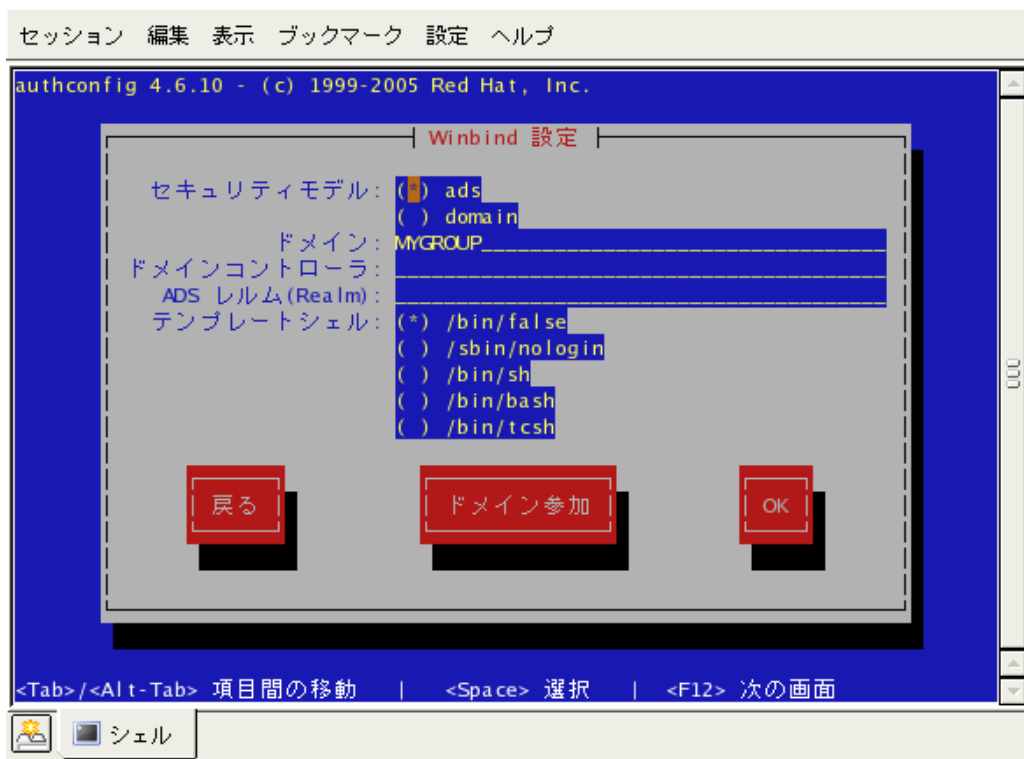 セッション 編集 表示 ブックマーク 設定 ヘルプ
authconfig 4.6.10 - (c) 1999-2005 Red Hat, Inc.
Winbind 設定
セキュリティモデル: (*) ads
( ) domain
ドメイン: MYGROUP_________________________________
ドメインコントローラ: ________________________________________
ADS レルム(Realm): ________________________________________
テンプレートシェル: (*) /bin/false
( ) /sbin/nologin
( ) /bin/sh
( ) /bin/bash
( ) /bin/tcsh
戻る ドメイン参加 OK
<Tab>/<Alt-Tab> 項目間の移動 | <Space> 選択 | <F12> 次の画面
シェル